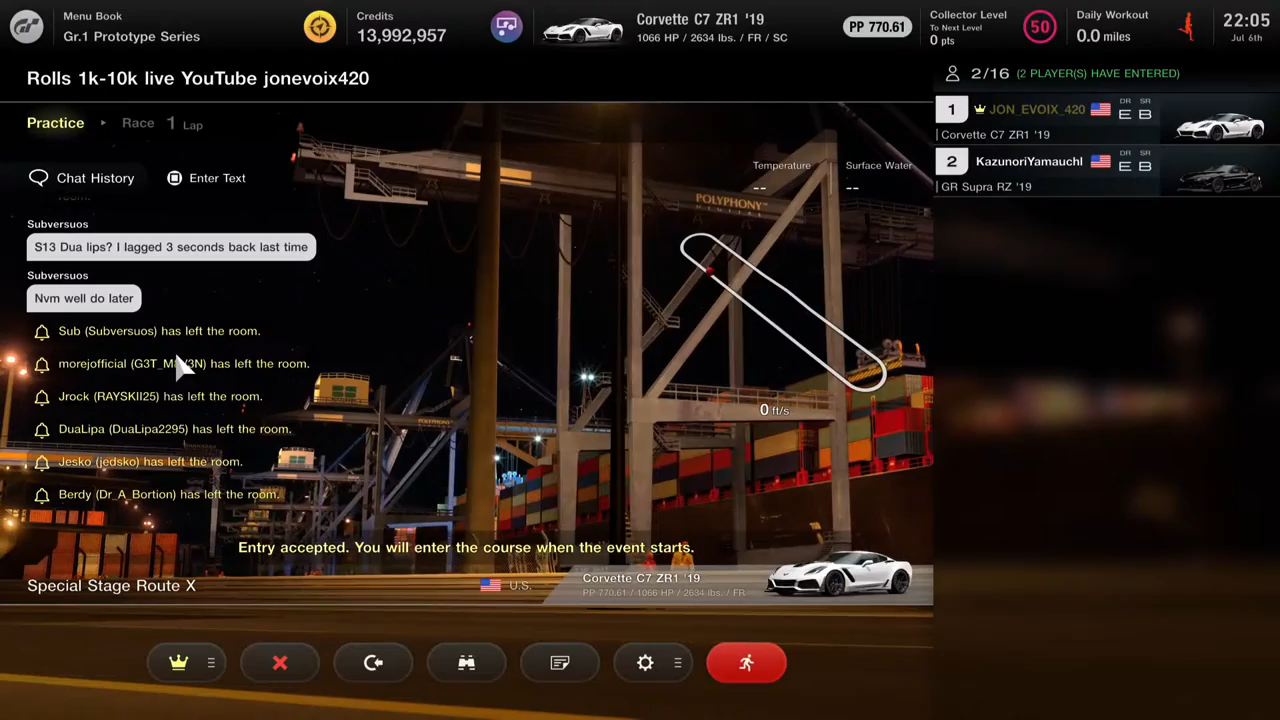 Menu Book
Gr.1 Prototype Series
Credits
13,992,957
Corvette C7 ZR1 '19
1066 HP / 2634 lbs. / FR / SC
PP 770.61
Collector Level
To Next Level
0 pts
50
Daily Workout
0.0 miles
22:05
Jul 6th
Rolls 1k-10k live YouTube jonevoix420
2/16 (2 PLAYER(S) HAVE ENTERED)
Practice
Race 1 Lap
1 JON_EVOIX_420 DR E SR B
Corvette C7 ZR1 '19
2 KazunoriYamauchI DR E SR B
GR Supra RZ '19
Temperature
--
Surface Water
--
Chat History
Enter Text
POLYPHONY
DIGITAL
Subversuos
S13 Dua lips? I lagged 3 seconds back last time
Subversuos
Nvm well do later
Sub (Subversuos) has left the room.
morejofficial has left the room.
Jrock (RAYSKII25) has left the room.
DuaLipa (DuaLipa2295) has left the room.
Jesko (jedsko) has left the room.
Berdy (Dr_A_Bortion) has left the room.
0 ft/s
Entry accepted. You will enter the course when the event starts.
Special Stage Route X
U.S.
Corvette C7 ZR1 '19
PP 770.61 / 1066 HP / 2634 lbs. / FR